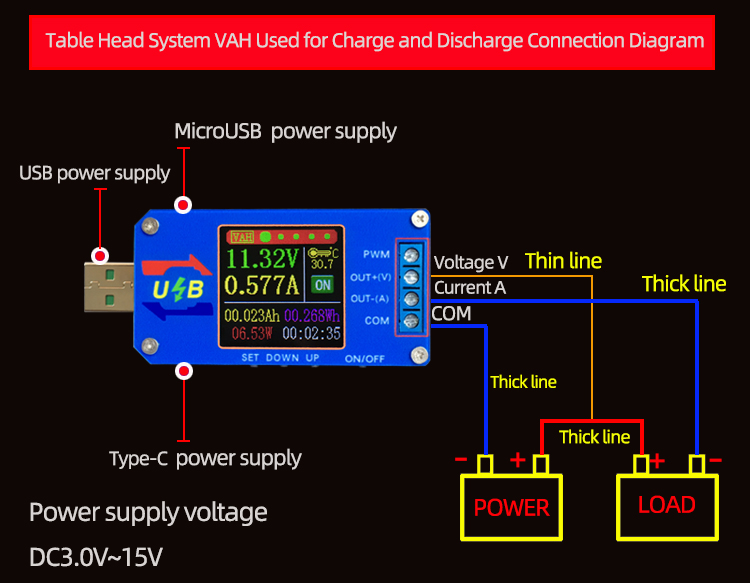 Table Head System VAH Used for Charge and Discharge Connection Diagram
MicroUSB power supply
USB power supply
VAH
11.32V
°C
30.7
0.577A
ON
00.023Ah 00.268Wh
06.53W 00:02:35
USB
SET DOWN UP ON/OFF
PWM
OUT+(V)
OUT-(A)
COM
Voltage V
Thin line
Current A
Thick line
COM
Thick line
Thick line
Type-C power supply
- + + -
POWER
LOAD
Power supply voltage
DC3.0V~15V